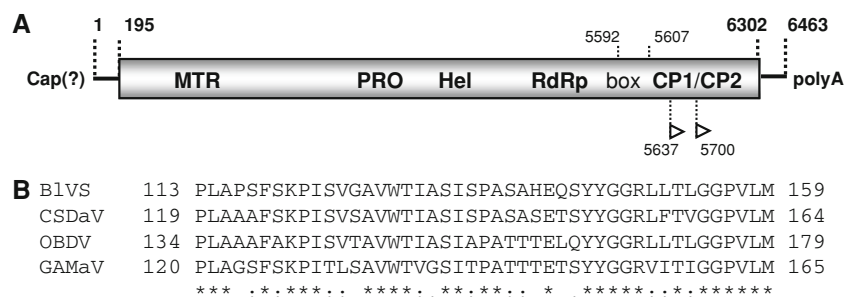 A
1 195 5592 5607 6302 6463
Cap(?) MTR PRO Hel RdRp box CP1/CP2 polyA
5637 5700
B BlVS 113 PLAPSFSKPISVGAVWTIASISPASAHEQSYYGGRLLTLGGPVLM 159
CSDaV 119 PLAAAFSKPISVSAVWTIASISPASASETSYYGGRLFTVGGPVLM 164
OBDV 134 PLAAAFAKPISVTAVWTIASIAPATTTELQYYGGRLLTLGGPVLM 179
GAMaV 120 PLAGSFSKPITLSAVWTVGSITPATTTETSYYGGRVITIGGPVLM 165
*** :*:****:: ****:.**:**:: * .*****::*:*******